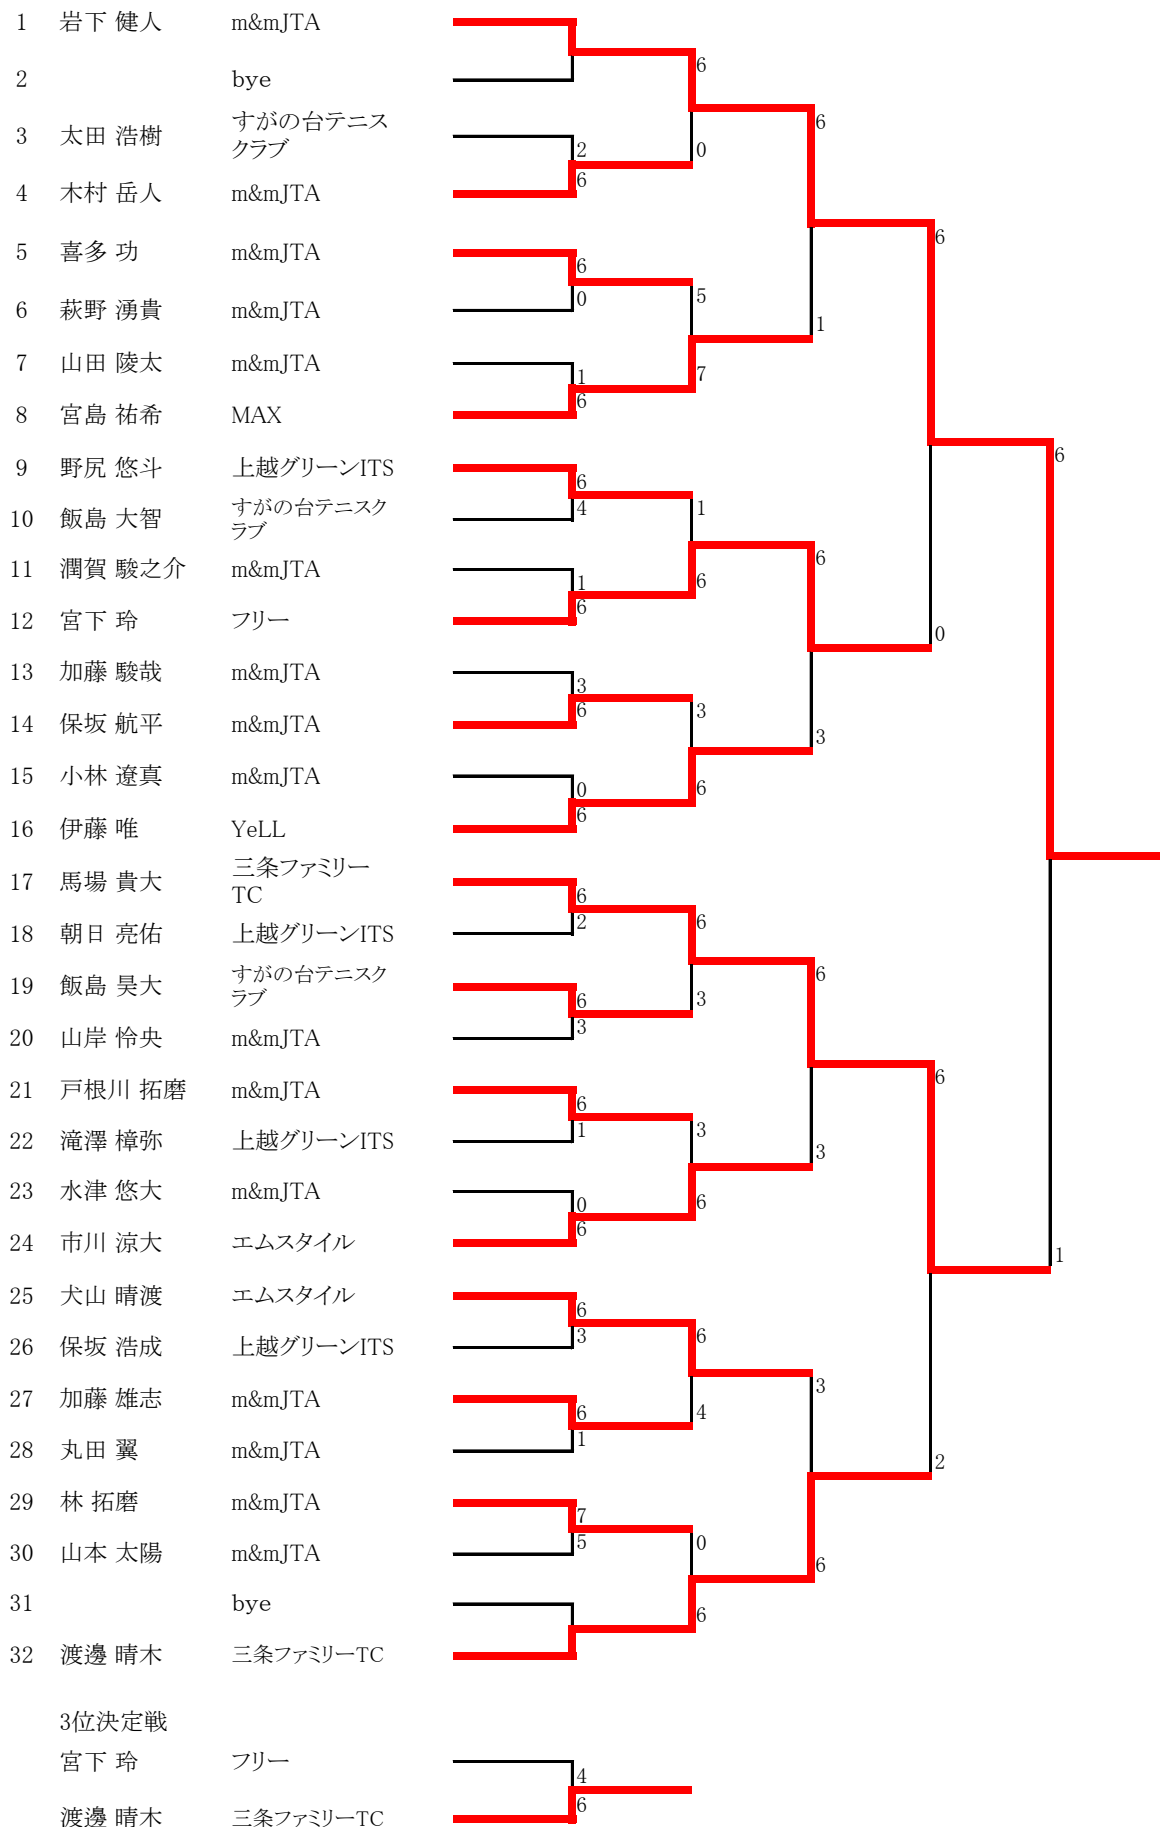 1 岩下 健人 m&mJTA
6
2 bye
6
3 太田 浩樹 すがの台テニス
クラブ
2
0
4 木村 岳人 m&mJTA
6
6
5 喜多 功 m&mJTA
6
5
6 萩野 湧貴 m&mJTA
0
1
7 山田 陵太 m&mJTA
1
7
8 宮島 祐希 MAX
6
6
9 野尻 悠斗 上越グリーンITS
6
1
10 飯島 大智 すがの台テニスク
ラブ
4
6
11 潤賀 駿之介 m&mJTA
1
6
12 宮下 玲 フリー
6
0
13 加藤 駿哉 m&mJTA
3
3
14 保坂 航平 m&mJTA
6
3
15 小林 遼真 m&mJTA
0
6
16 伊藤 唯 YeLL
6
17 馬場 貴大 三条ファミリー
TC
6
6
18 朝日 亮佑 上越グリーンITS
2
6
19 飯島 昊大 すがの台テニスク
ラブ
6
3
20 山岸 怜央 m&mJTA
3
6
21 戸根川 拓磨 m&mJTA
6
3
22 滝澤 樟弥 上越グリーンITS
1
3
23 水津 悠大 m&mJTA
0
6
24 市川 涼大 エムスタイル
6
1
25 犬山 晴渡 エムスタイル
6
6
26 保坂 浩成 上越グリーンITS
3
3
27 加藤 雄志 m&mJTA
6
4
28 丸田 翼 m&mJTA
1
2
29 林 拓磨 m&mJTA
7
0
30 山本 太陽 m&mJTA
5
6
31 bye
6
32 渡邊 晴木 三条ファミリーTC
3位決定戦
宮下 玲 フリー
4
6
渡邊 晴木 三条ファミリーTC